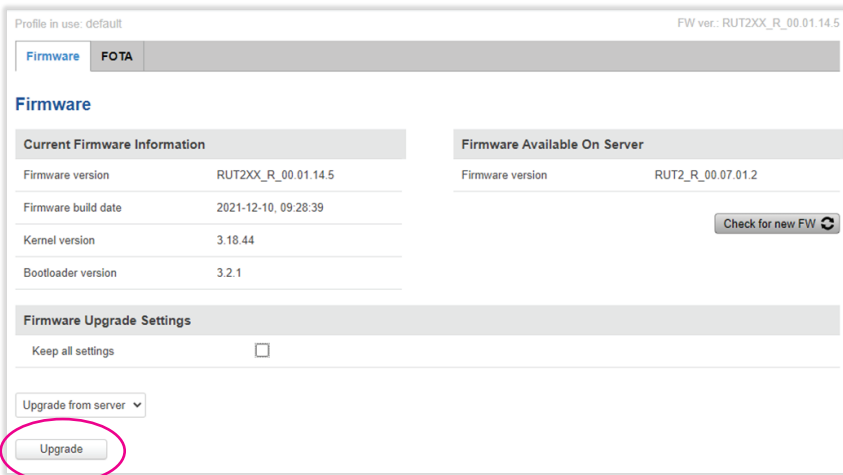 Profile in use: default FW ver.: RUT2XX_R_00.01.14.5
Firmware FOTA
Firmware
Current Firmware Information Firmware Available On Server
Firmware version RUT2XX_R_00.01.14.5 Firmware version RUT2_R_00.07.01.2
Firmware build date 2021-12-10, 09:28:39
Check for new FW
Kernel version 3.18.44
Bootloader version 3.2.1
Firmware Upgrade Settings
Keep all settings
Upgrade from server
Upgrade